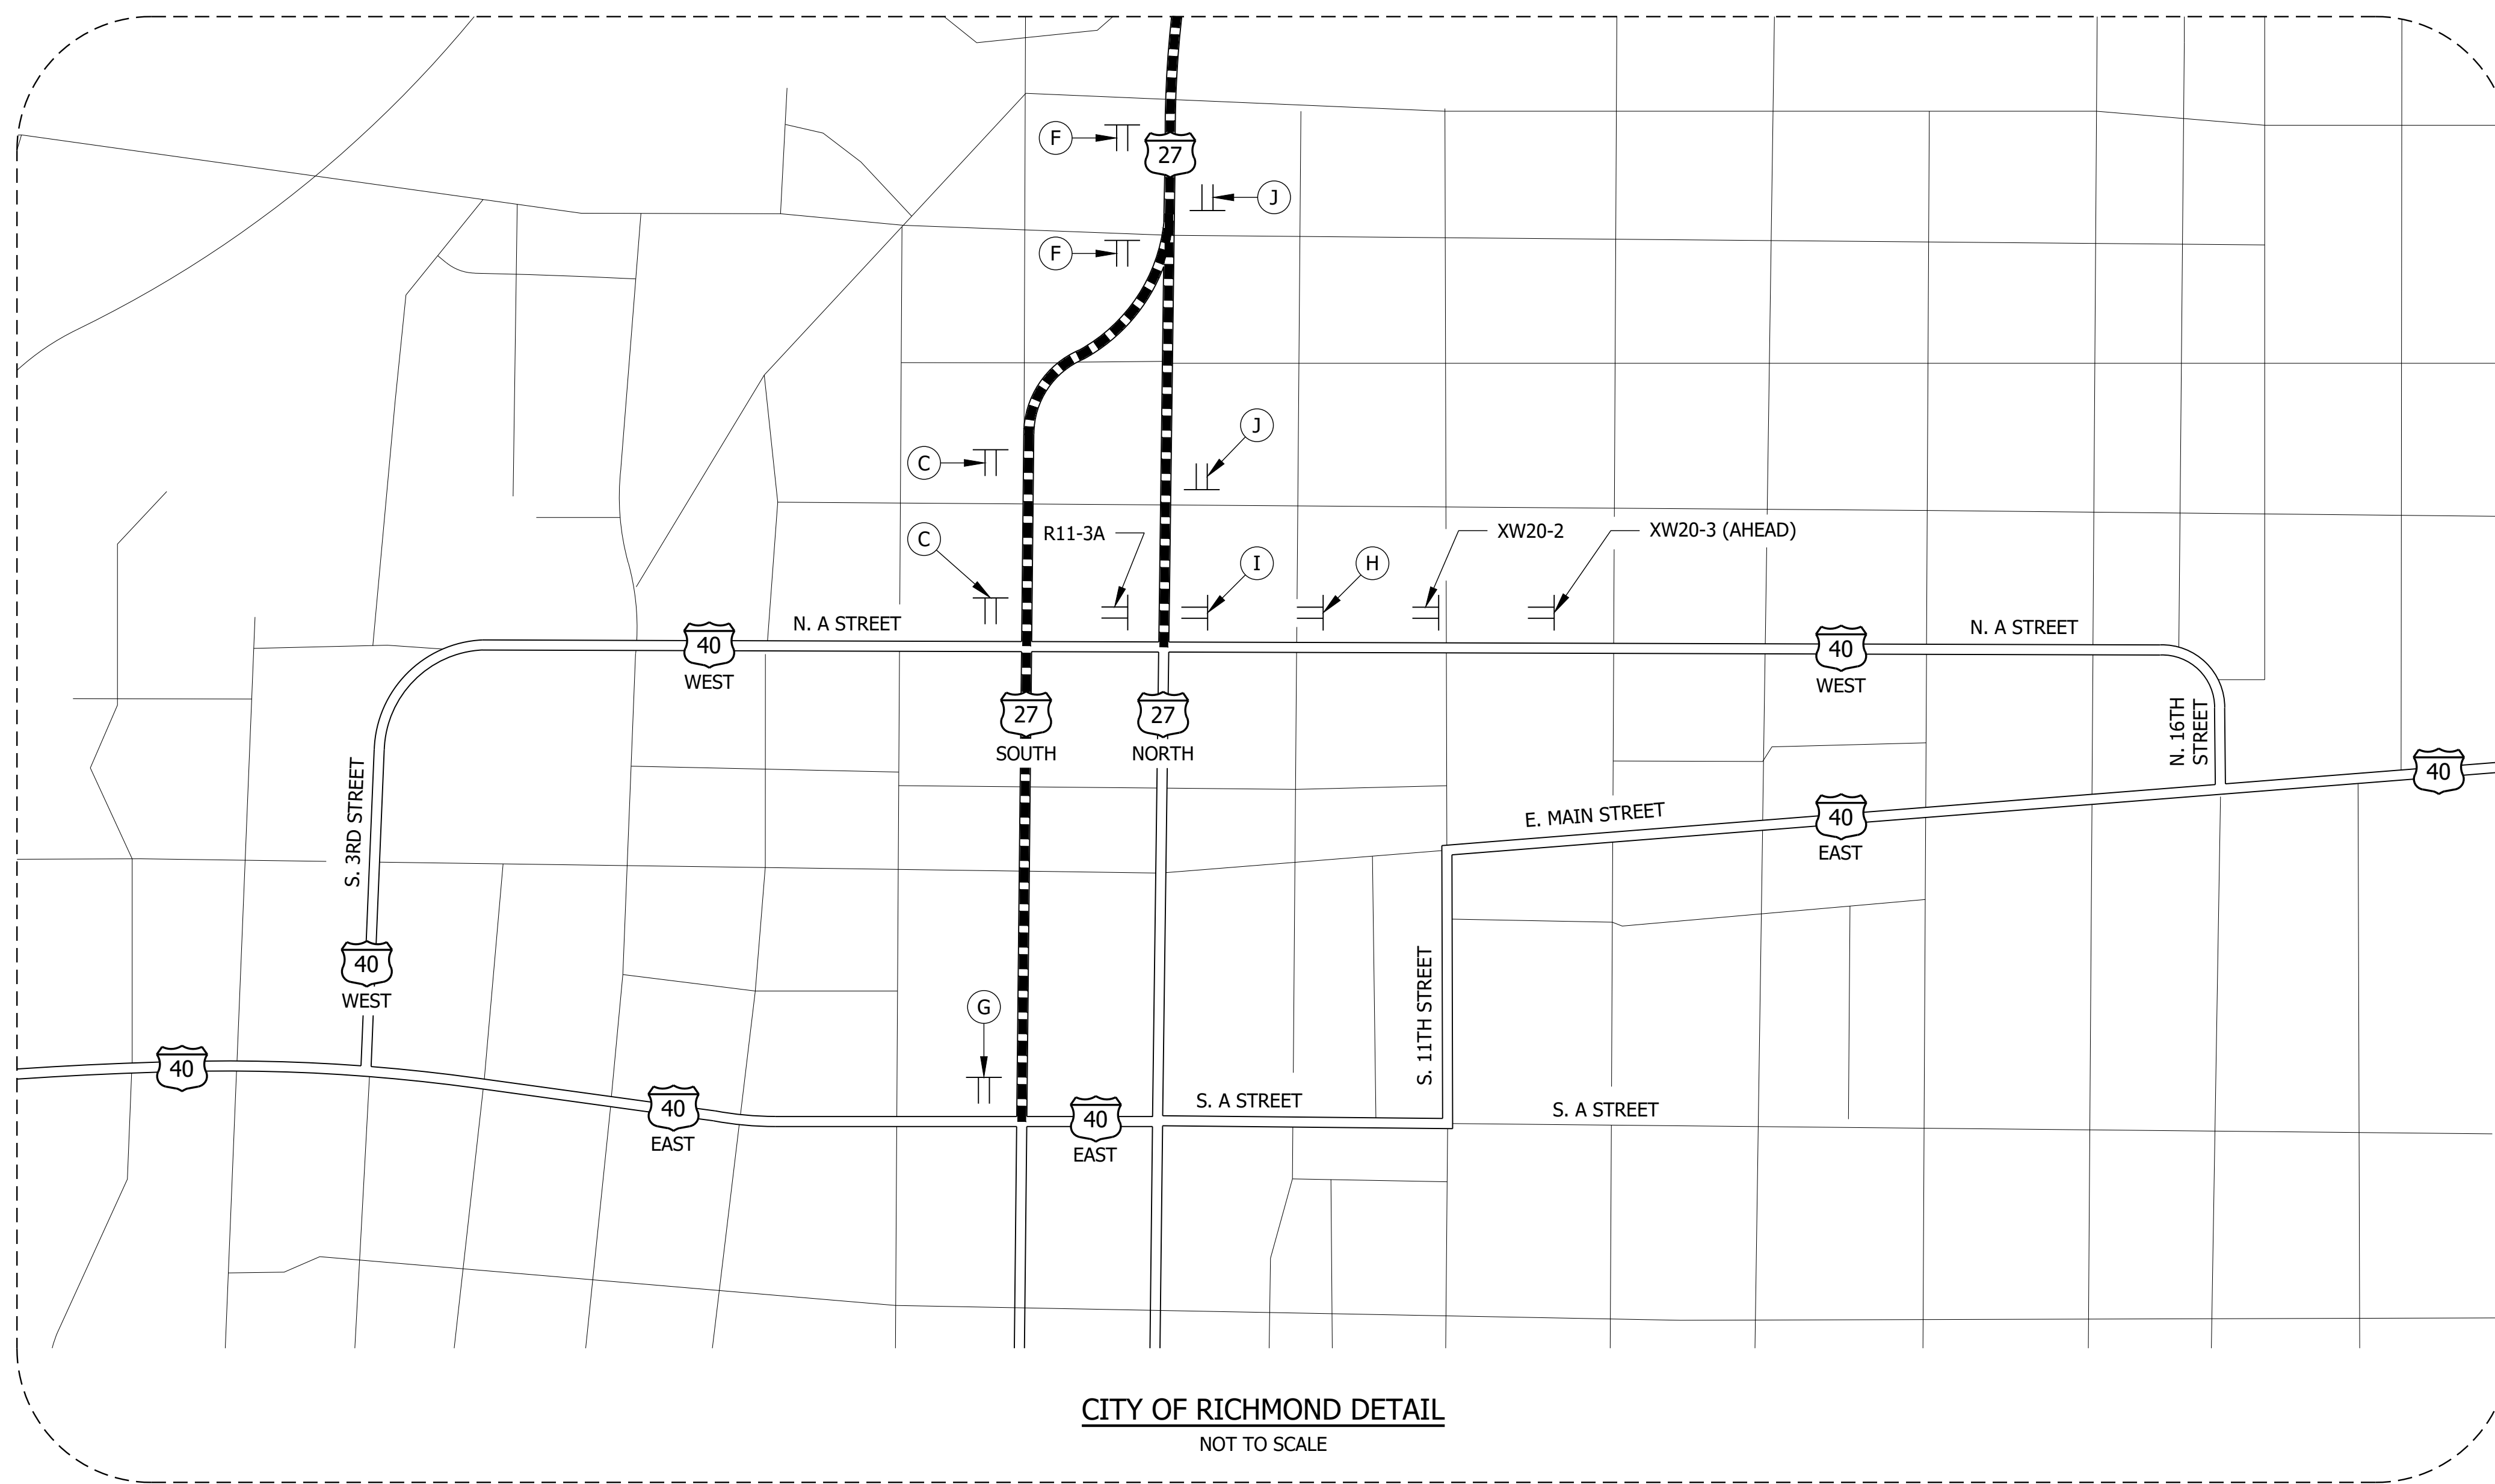 F
27
J
F
J
C
C
R11-3A
XW20-2
XW20-3 (AHEAD)
I
H
N. A STREET
N. A STREET
40
WEST
40
WEST
27
SOUTH
27
NORTH
N. 16TH
STREET
40
S. 3RD STREET
E. MAIN STREET
40
EAST
40
WEST
G
S. 11TH STREET
40
40
EAST
40
EAST
S. A STREET
S. A STREET
CITY OF RICHMOND DETAIL
NOT TO SCALE